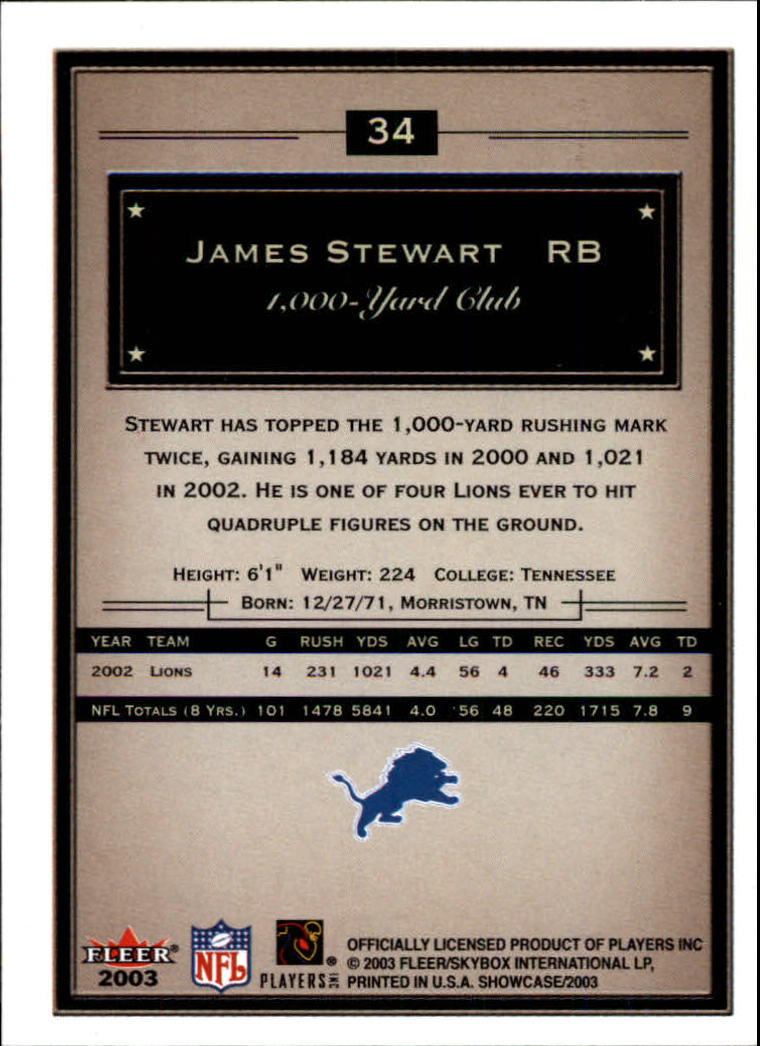 34
JAMES STEWART RB
1,000-Yard Club
STEWART HAS TOPPED THE 1,000-YARD RUSHING MARK
TWICE, GAINING 1,184 YARDS IN 2000 AND 1,021
IN 2002. HE IS ONE OF FOUR LIONS EVER TO HIT
QUADRUPLE FIGURES ON THE GROUND.
HEIGHT: 6'1" WEIGHT: 224 COLLEGE: TENNESSEE
BORN: 12/27/71, MORRISTOWN, TN
YEAR TEAM G RUSH YDS AVG LG TD REC YDS AVG TD
2002 LIONS 14 231 1021 4.4 56 4 46 333 7.2 2
NFL TOTALS (8 YRS.) 101 1478 5841 4.0 56 48 220 1715 7.8 9
FLEER®
2003
NFL
PLAYERS INC ®
OFFICIALLY LICENSED PRODUCT OF PLAYERS INC
© 2003 FLEER/SKYBOX INTERNATIONAL LP,
PRINTED IN U.S.A. SHOWCASE/2003